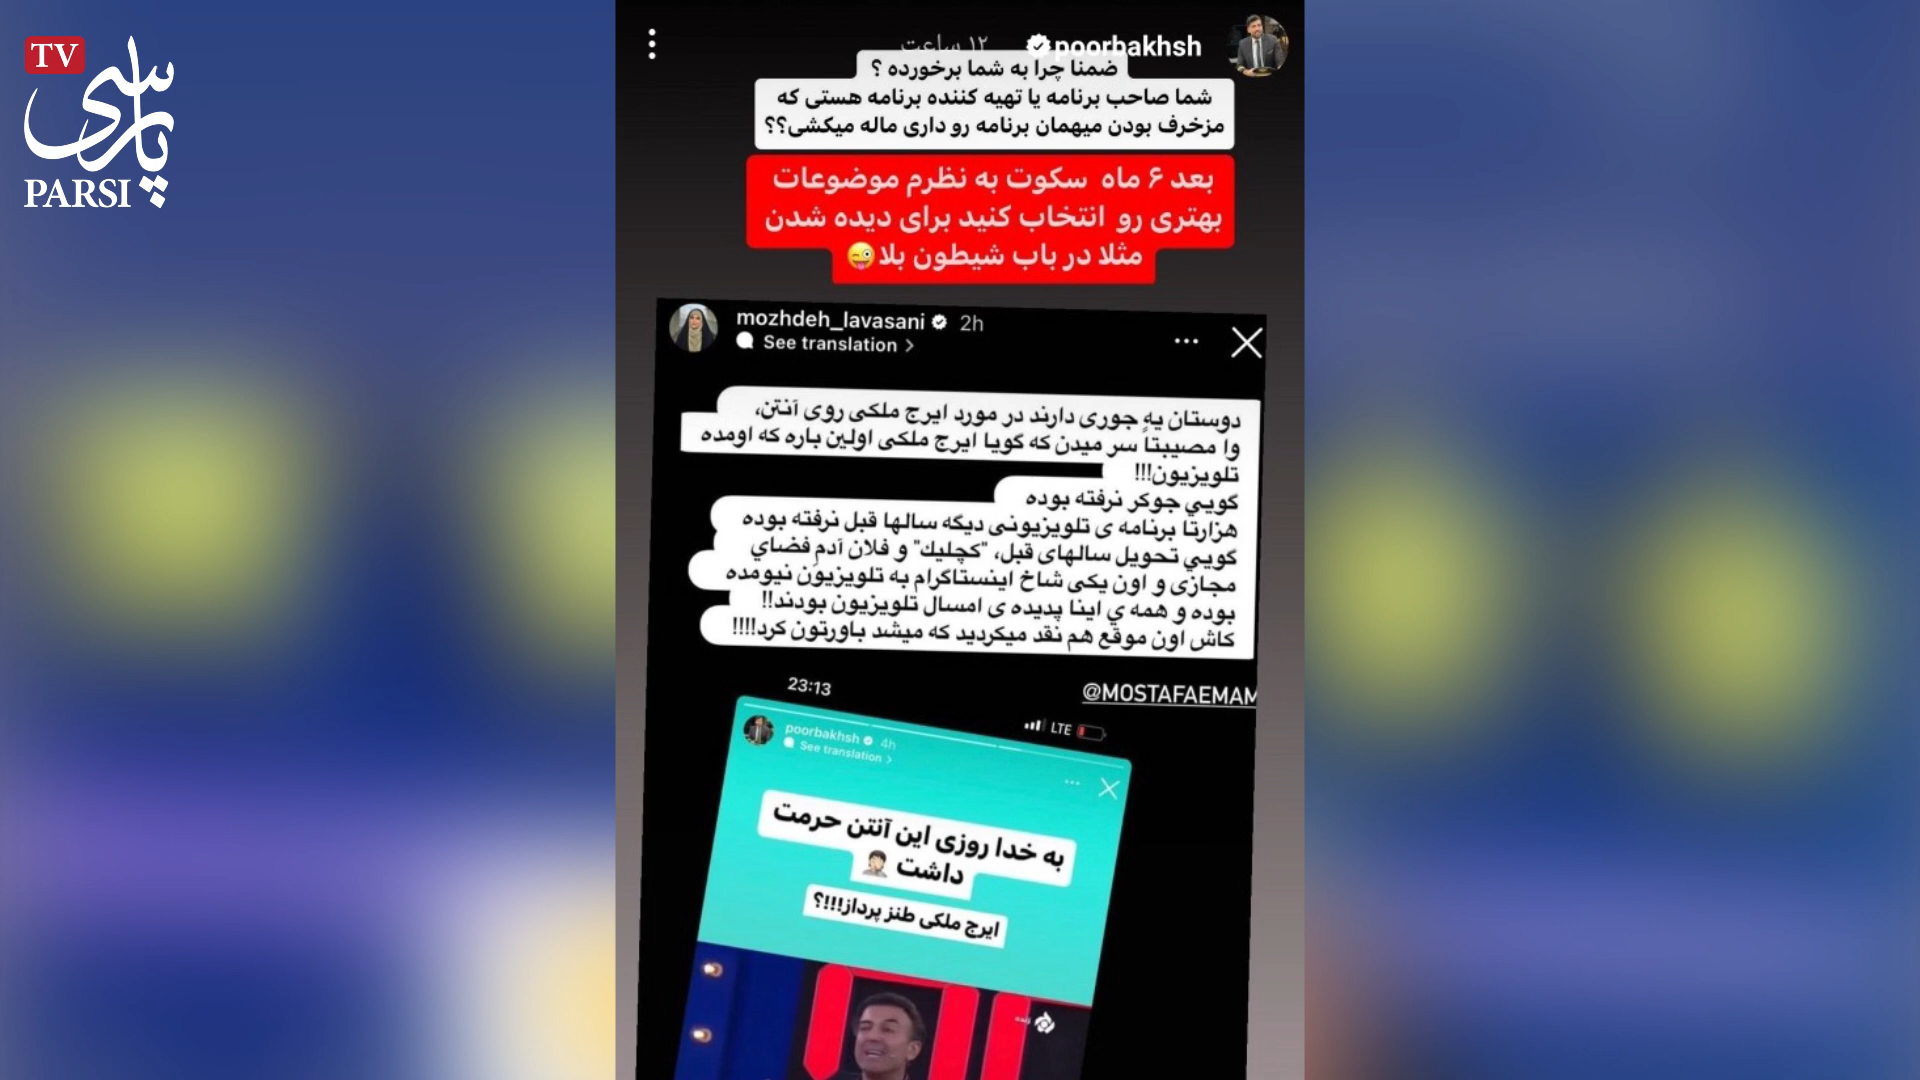 TV
پارسی
PARSI
poorbakhsh ۱۲ ساعت
ضمنا چرا به شما برخورده ؟
شما صاحب برنامه یا تهیه کننده برنامه هستی که
مزخرف بودن میهمان برنامه رو داری ماله میکشی؟؟
بعد ۶ ماه سکوت به نظرم موضوعات
بهتری رو انتخاب کنید برای دیده شدن
مثلا در باب شیطون بلا😜
mozhdeh_lavasani 2h
See translation >
دوستان یه جوری دارند در مورد ایرج ملکی روی آنتن،
وا مصیبتاً سر میدن که گویا ایرج ملکی اولین باره که اومده
تلویزیون!!!
گویي جوکر نرفته بوده
هزارتا برنامه ی تلویزیونی دیگه سالها قبل نرفته بوده
گویي تحویل سالهای قبل، "کچلیك" و فلان آدمِ فضاي
مجازی و اون یکی شاخ اینستاگرام به تلویزیون نیومده
بوده و همه ي اینا پدیده ی امسال تلویزیون بودند!!
کاش اون موقع هم نقد میکردید که میشد باورتون کرد!!!!
@MOSTAFAEMAM
23:13
LTE
poorbakhsh 4h
See translation >
به خدا روزی این آنتن حرمت
داشت 🤦🏻‍♂️
ایرج ملکی طنز پرداز!!!؟
زنده